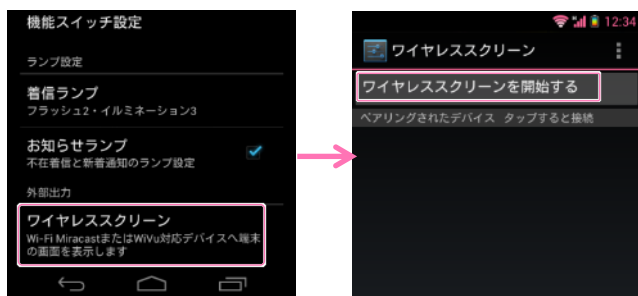 機能スイッチ設定
ランプ設定
着信ランプ
フラッシュ2・イルミネーション3
お知らせランプ
不在着信と新着通知のランプ設定
外部出力
ワイヤレススクリーン
Wi-Fi MiracastまたはWiVu対応デバイスへ端末
の画面を表示します
12:34
ワイヤレススクリーン
ワイヤレススクリーンを開始する
ペアリングされたデバイス タップすると接続